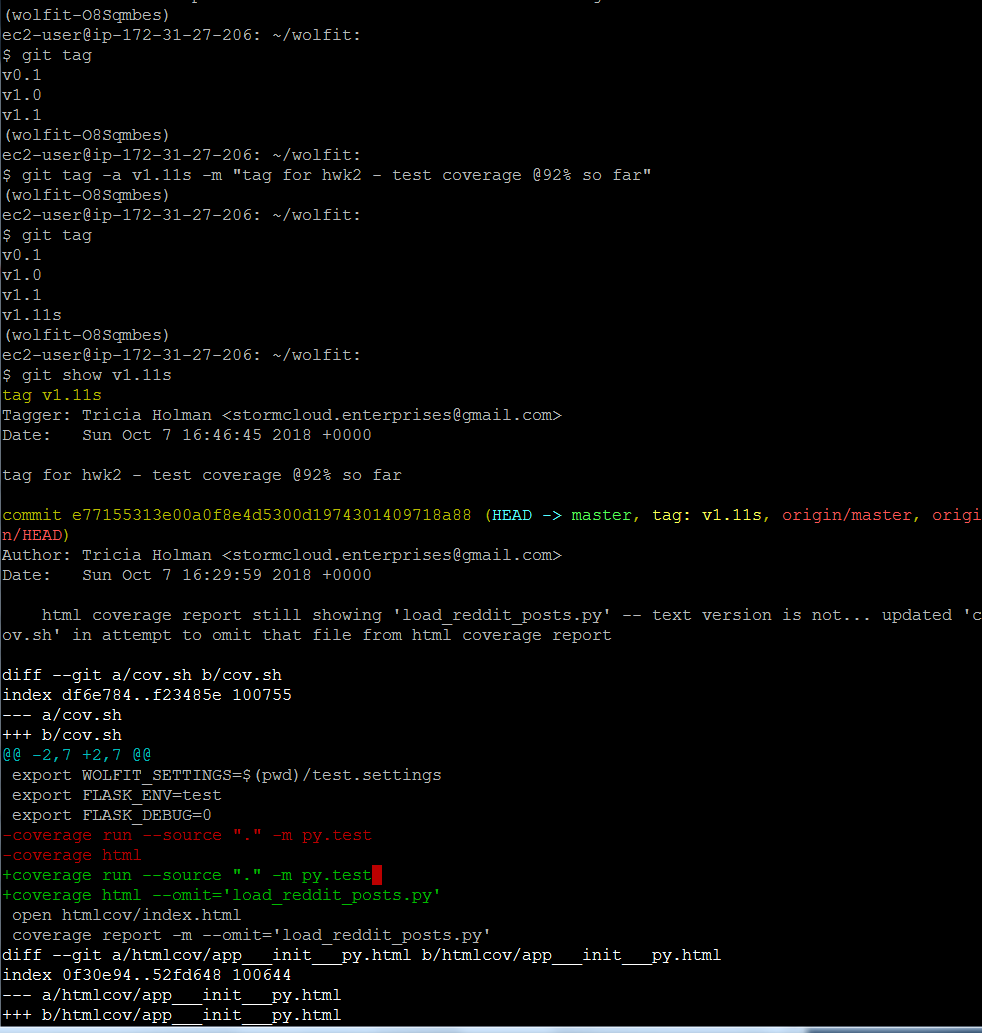 (wolfit-O8Sqmbes)
ec2-user@ip-172-31-27-206: ~/wolfit:
$ git tag
v0.1
v1.0
v1.1
(wolfit-O8Sqmbes)
ec2-user@ip-172-31-27-206: ~/wolfit:
$ git tag -a v1.11s -m "tag for hwk2 - test coverage @92% so far"
(wolfit-O8Sqmbes)
ec2-user@ip-172-31-27-206: ~/wolfit:
$ git tag
v0.1
v1.0
v1.1
v1.11s
(wolfit-O8Sqmbes)
ec2-user@ip-172-31-27-206: ~/wolfit:
$ git show v1.11s
tag v1.11s
Tagger: Tricia Holman <stormcloud.enterprises@gmail.com>
Date:   Sun Oct 7 16:46:45 2018 +0000
tag for hwk2 - test coverage @92% so far
commit e77155313e00a0f8e4d5300d1974301409718a88 (HEAD -> master, tag: v1.11s, origin/master, origi
n/HEAD)
Author: Tricia Holman <stormcloud.enterprises@gmail.com>
Date:   Sun Oct 7 16:29:59 2018 +0000
    html coverage report still showing 'load_reddit_posts.py' -- text version is not... updated 'c
ov.sh' in attempt to omit that file from html coverage report
diff --git a/cov.sh b/cov.sh
index df6e784..f23485e 100755
--- a/cov.sh
+++ b/cov.sh
@@ -2,7 +2,7 @@
 export WOLFIT_SETTINGS=$(pwd)/test.settings
 export FLASK_ENV=test
 export FLASK_DEBUG=0
-coverage run --source "." -m py.test
-coverage html
+coverage run --source "." -m py.test
+coverage html --omit='load_reddit_posts.py'
 open htmlcov/index.html
 coverage report -m --omit='load_reddit_posts.py'
diff --git a/htmlcov/app___init___py.html b/htmlcov/app___init___py.html
index 0f30e94..52fd648 100644
--- a/htmlcov/app___init___py.html
+++ b/htmlcov/app___init___py.html